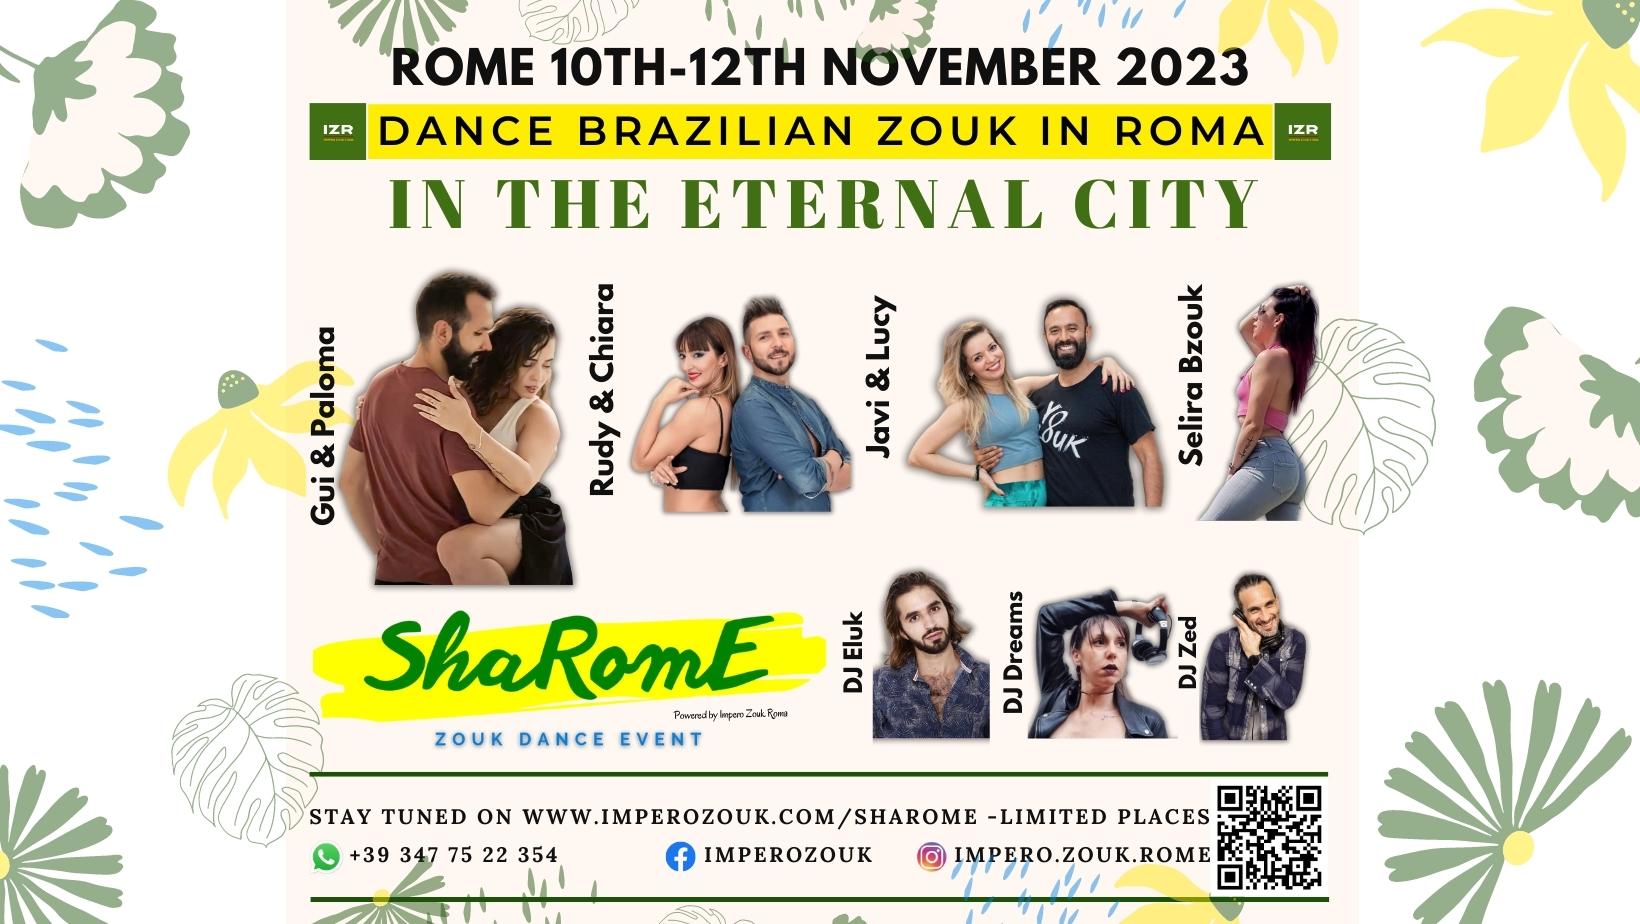 ROME 10TH-12TH NOVEMBER 2023
IZR
DANCE BRAZILIAN ZOUK IN ROMA
IZR
IN THE ETERNAL CITY
Gui & Paloma
Rudy & Chiara
Javi & Lucy
Selira Bzouk
ShaRomE
Powered by Impero Zouk Roma
ZOUK DANCE EVENT
DJ Eluk
DJ Dreams
DJ Zed
STAY TUNED ON WWW.IMPEROZOUK.COM/SHAROME -LIMITED PLACES
+39 347 75 22 354
IMPEROZOUK
IMPERO.ZOUK.ROME